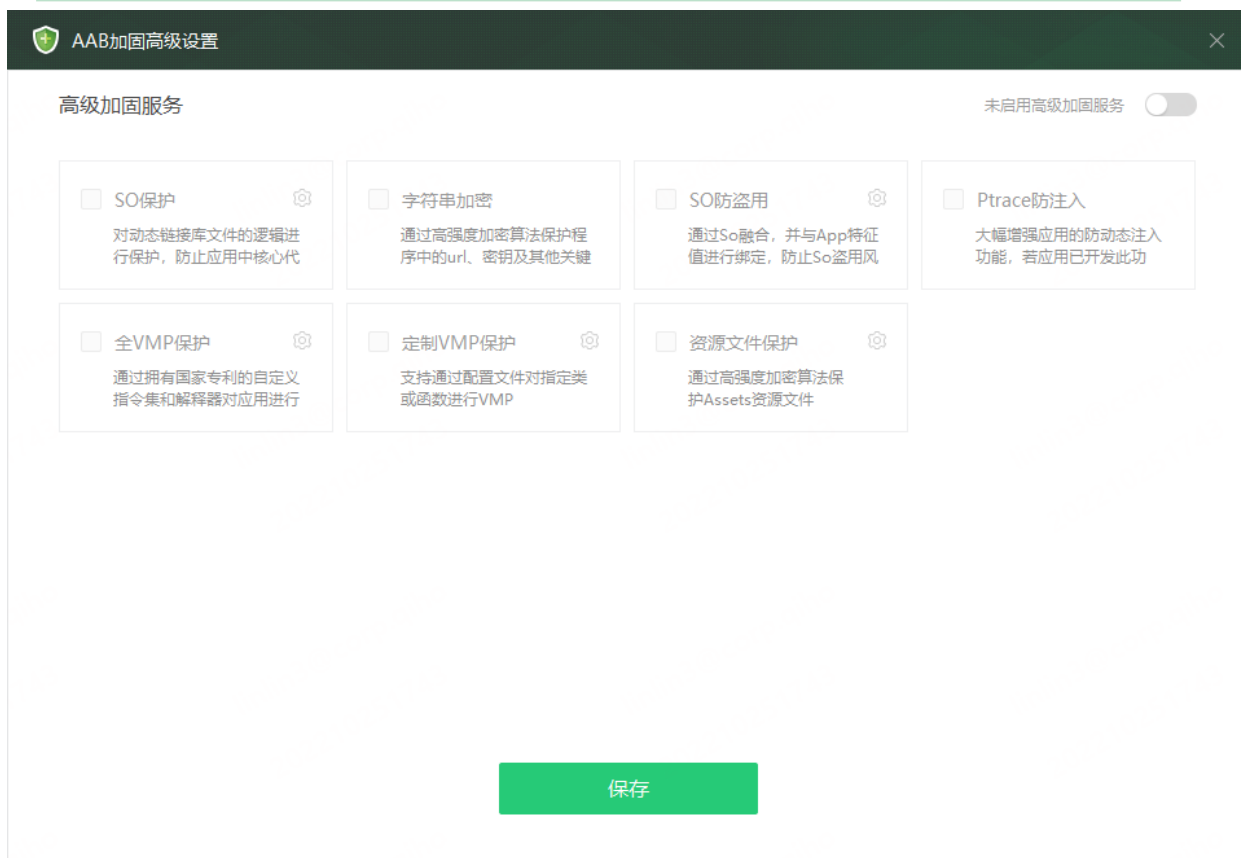 AAB加固高级设置
高级加固服务
未启用高级加固服务
SO保护
对动态链接库文件的逻辑进
行保护，防止应用中核心代
字符串加密
通过高强度加密算法保护程
序中的url、密钥及其他关键
SO防盗用
通过So融合，并与App特征
值进行绑定，防止So盗用风
Ptrace防注入
大幅增强应用的防动态注入
功能，若应用已开发此功
全VMP保护
通过拥有国家专利的自定义
指令集和解释器对应用进行
定制VMP保护
支持通过配置文件对指定类
或函数进行VMP
资源文件保护
通过高强度加密算法保
护Assets资源文件
保存